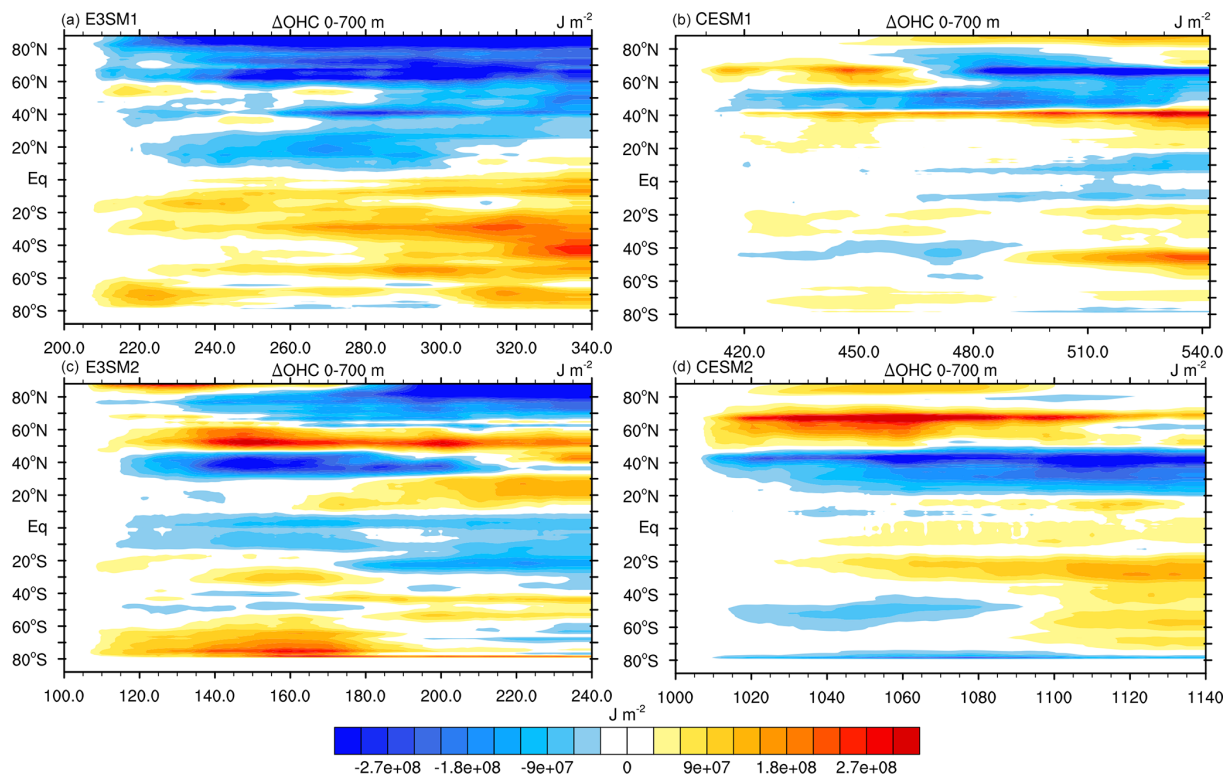 (a) E3SM1 ΔOHC 0-700 m J m⁻²
80°N
60°N
40°N
20°N
Eq
20°S
40°S
60°S
80°S
200.0 220.0 240.0 260.0 280.0 300.0 320.0 340.0
(b) CESM1 ΔOHC 0-700 m J m⁻²
80°N
60°N
40°N
20°N
Eq
20°S
40°S
60°S
80°S
420.0 450.0 480.0 510.0 540.0
(c) E3SM2 ΔOHC 0-700 m J m⁻²
80°N
60°N
40°N
20°N
Eq
20°S
40°S
60°S
80°S
100.0 120.0 140.0 160.0 180.0 200.0 220.0 240.0
(d) CESM2 ΔOHC 0-700 m J m⁻²
80°N
60°N
40°N
20°N
Eq
20°S
40°S
60°S
80°S
1000 1020 1040 1060 1080 1100 1120 1140
J m⁻²
-2.7e+08 -1.8e+08 -9e+07 0 9e+07 1.8e+08 2.7e+08